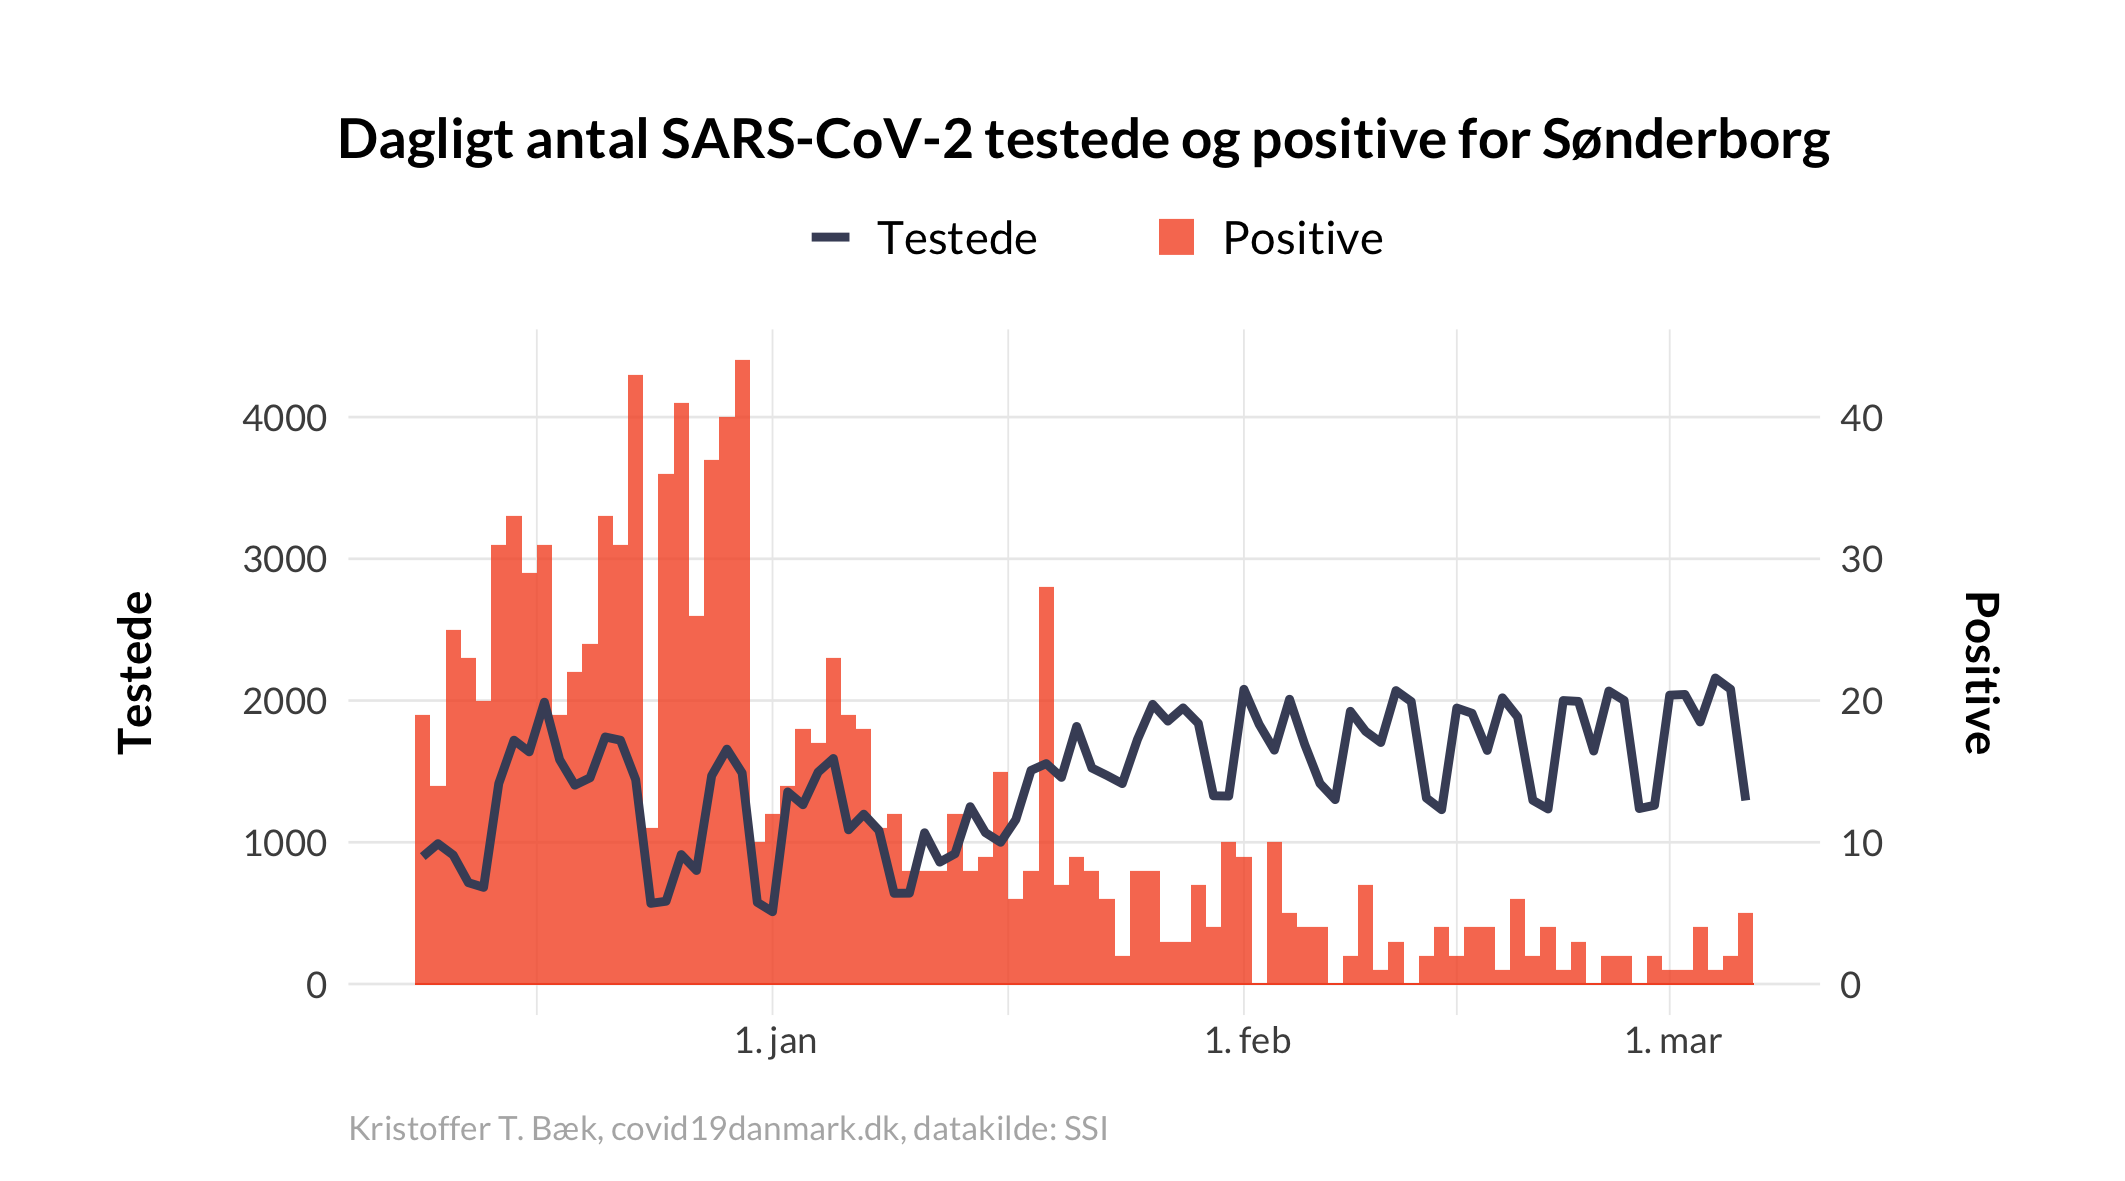 Dagligt antal SARS-CoV-2 testede og positive for Sønderborg
Testede Positive
4000 40
3000 30
Testede
Positive
2000 20
1000 10
0 0
1. jan 1. feb 1. mar
Kristoffer T. Bæk, covid19danmark.dk, datakilde: SSI